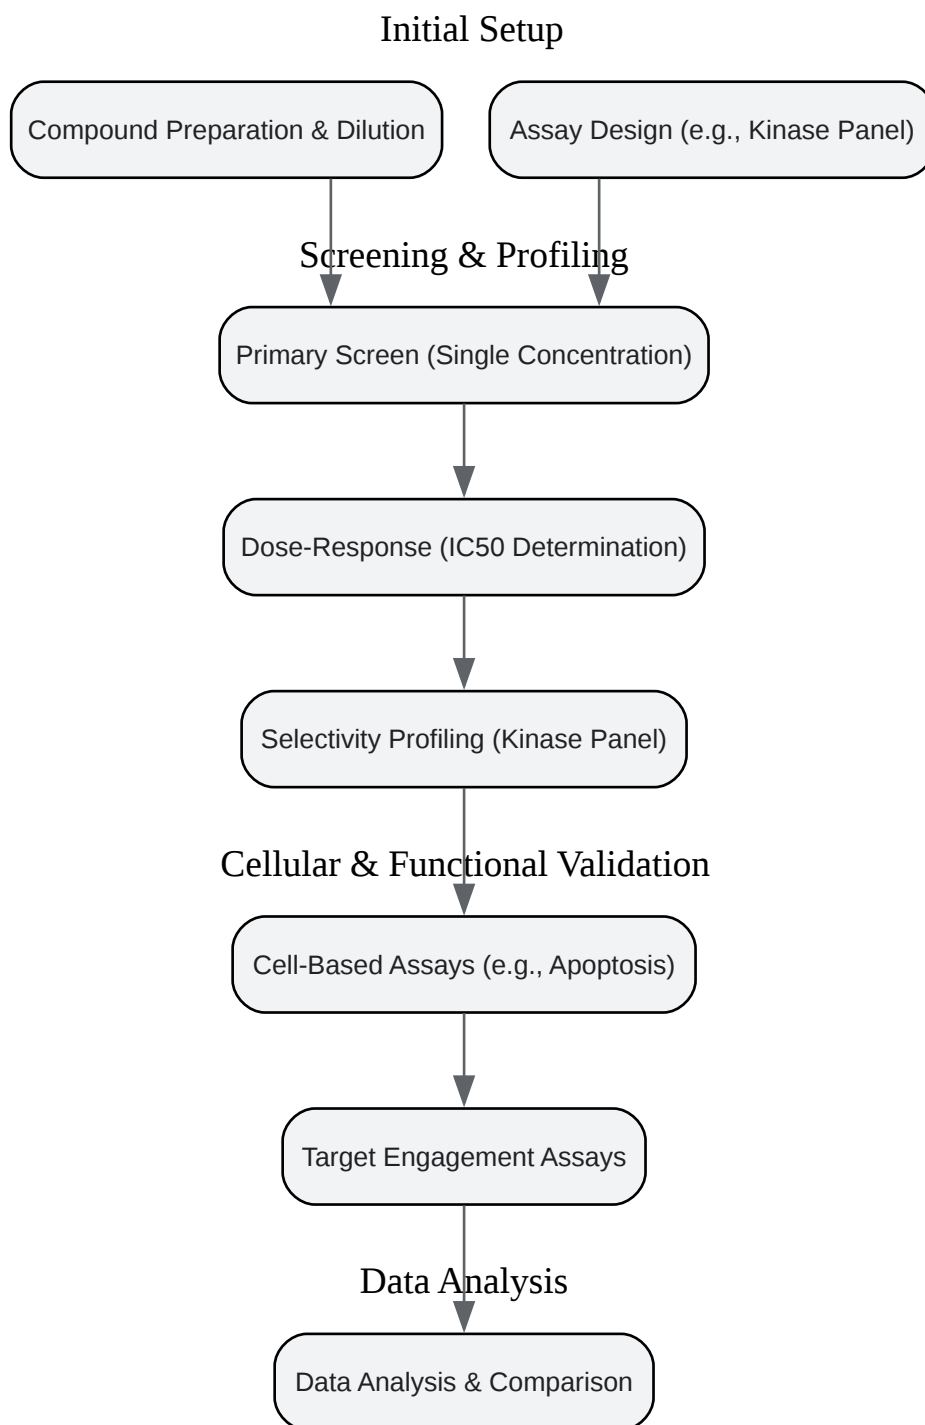 Initial Setup
Compound Preparation & Dilution
Assay Design (e.g., Kinase Panel)
Screening & Profiling
Primary Screen (Single Concentration)
Dose-Response (IC50 Determination)
Selectivity Profiling (Kinase Panel)
Cellular & Functional Validation
Cell-Based Assays (e.g., Apoptosis)
Target Engagement Assays
Data Analysis
Data Analysis & Comparison